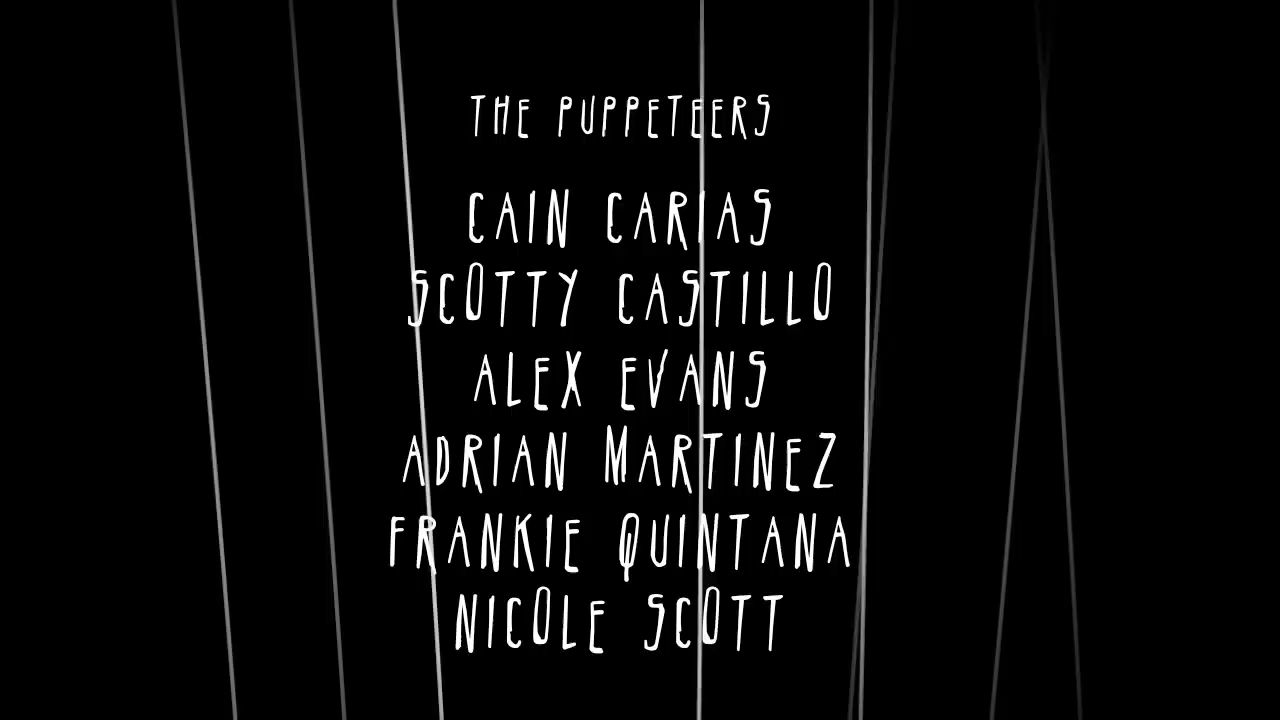 THE PUPPETEERS
CAIN CARIAS
SCOTTY CASTILLO
ALEX EVANS
ADRIAN MARTINEZ
FRANKIE QUINTANA
NICOLE SCOTT